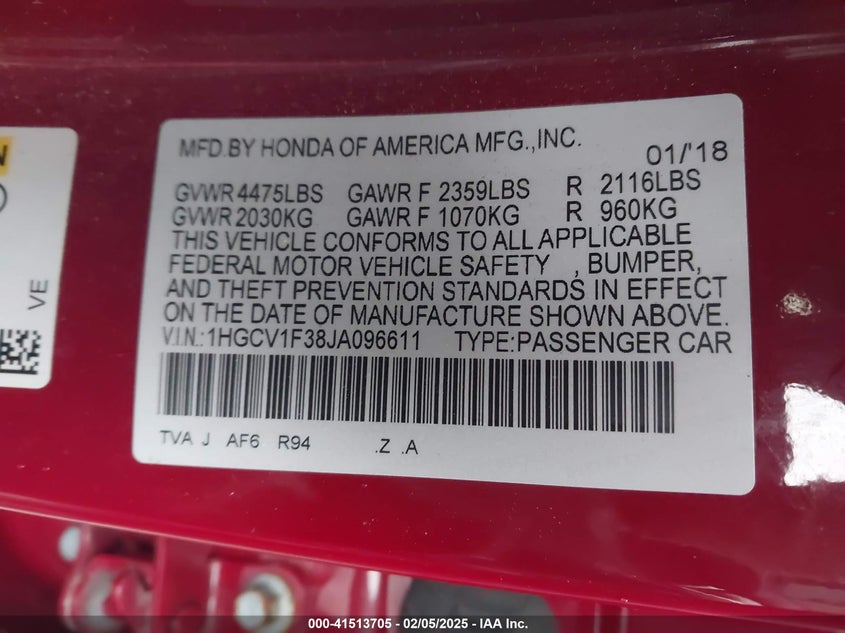 N
VE
MFD.BY HONDA OF AMERICA MFG.,INC. 01/'18
GVWR 4475LBS GAWR F 2359LBS R 2116LBS
GVWR 2030KG GAWR F 1070KG R 960KG
THIS VEHICLE CONFORMS TO ALL APPLICABLE
FEDERAL MOTOR VEHICLE SAFETY , BUMPER,
AND THEFT PREVENTION STANDARDS IN EFFECT
ON THE DATE OF MANUFACTURE SHOWN ABOVE.
V.I.N.:1HGCV1F38JA096611 TYPE:PASSENGER CAR
TVA J AF6 R94 .Z .A
000-41513705 - 02/05/2025 - IAA Inc.